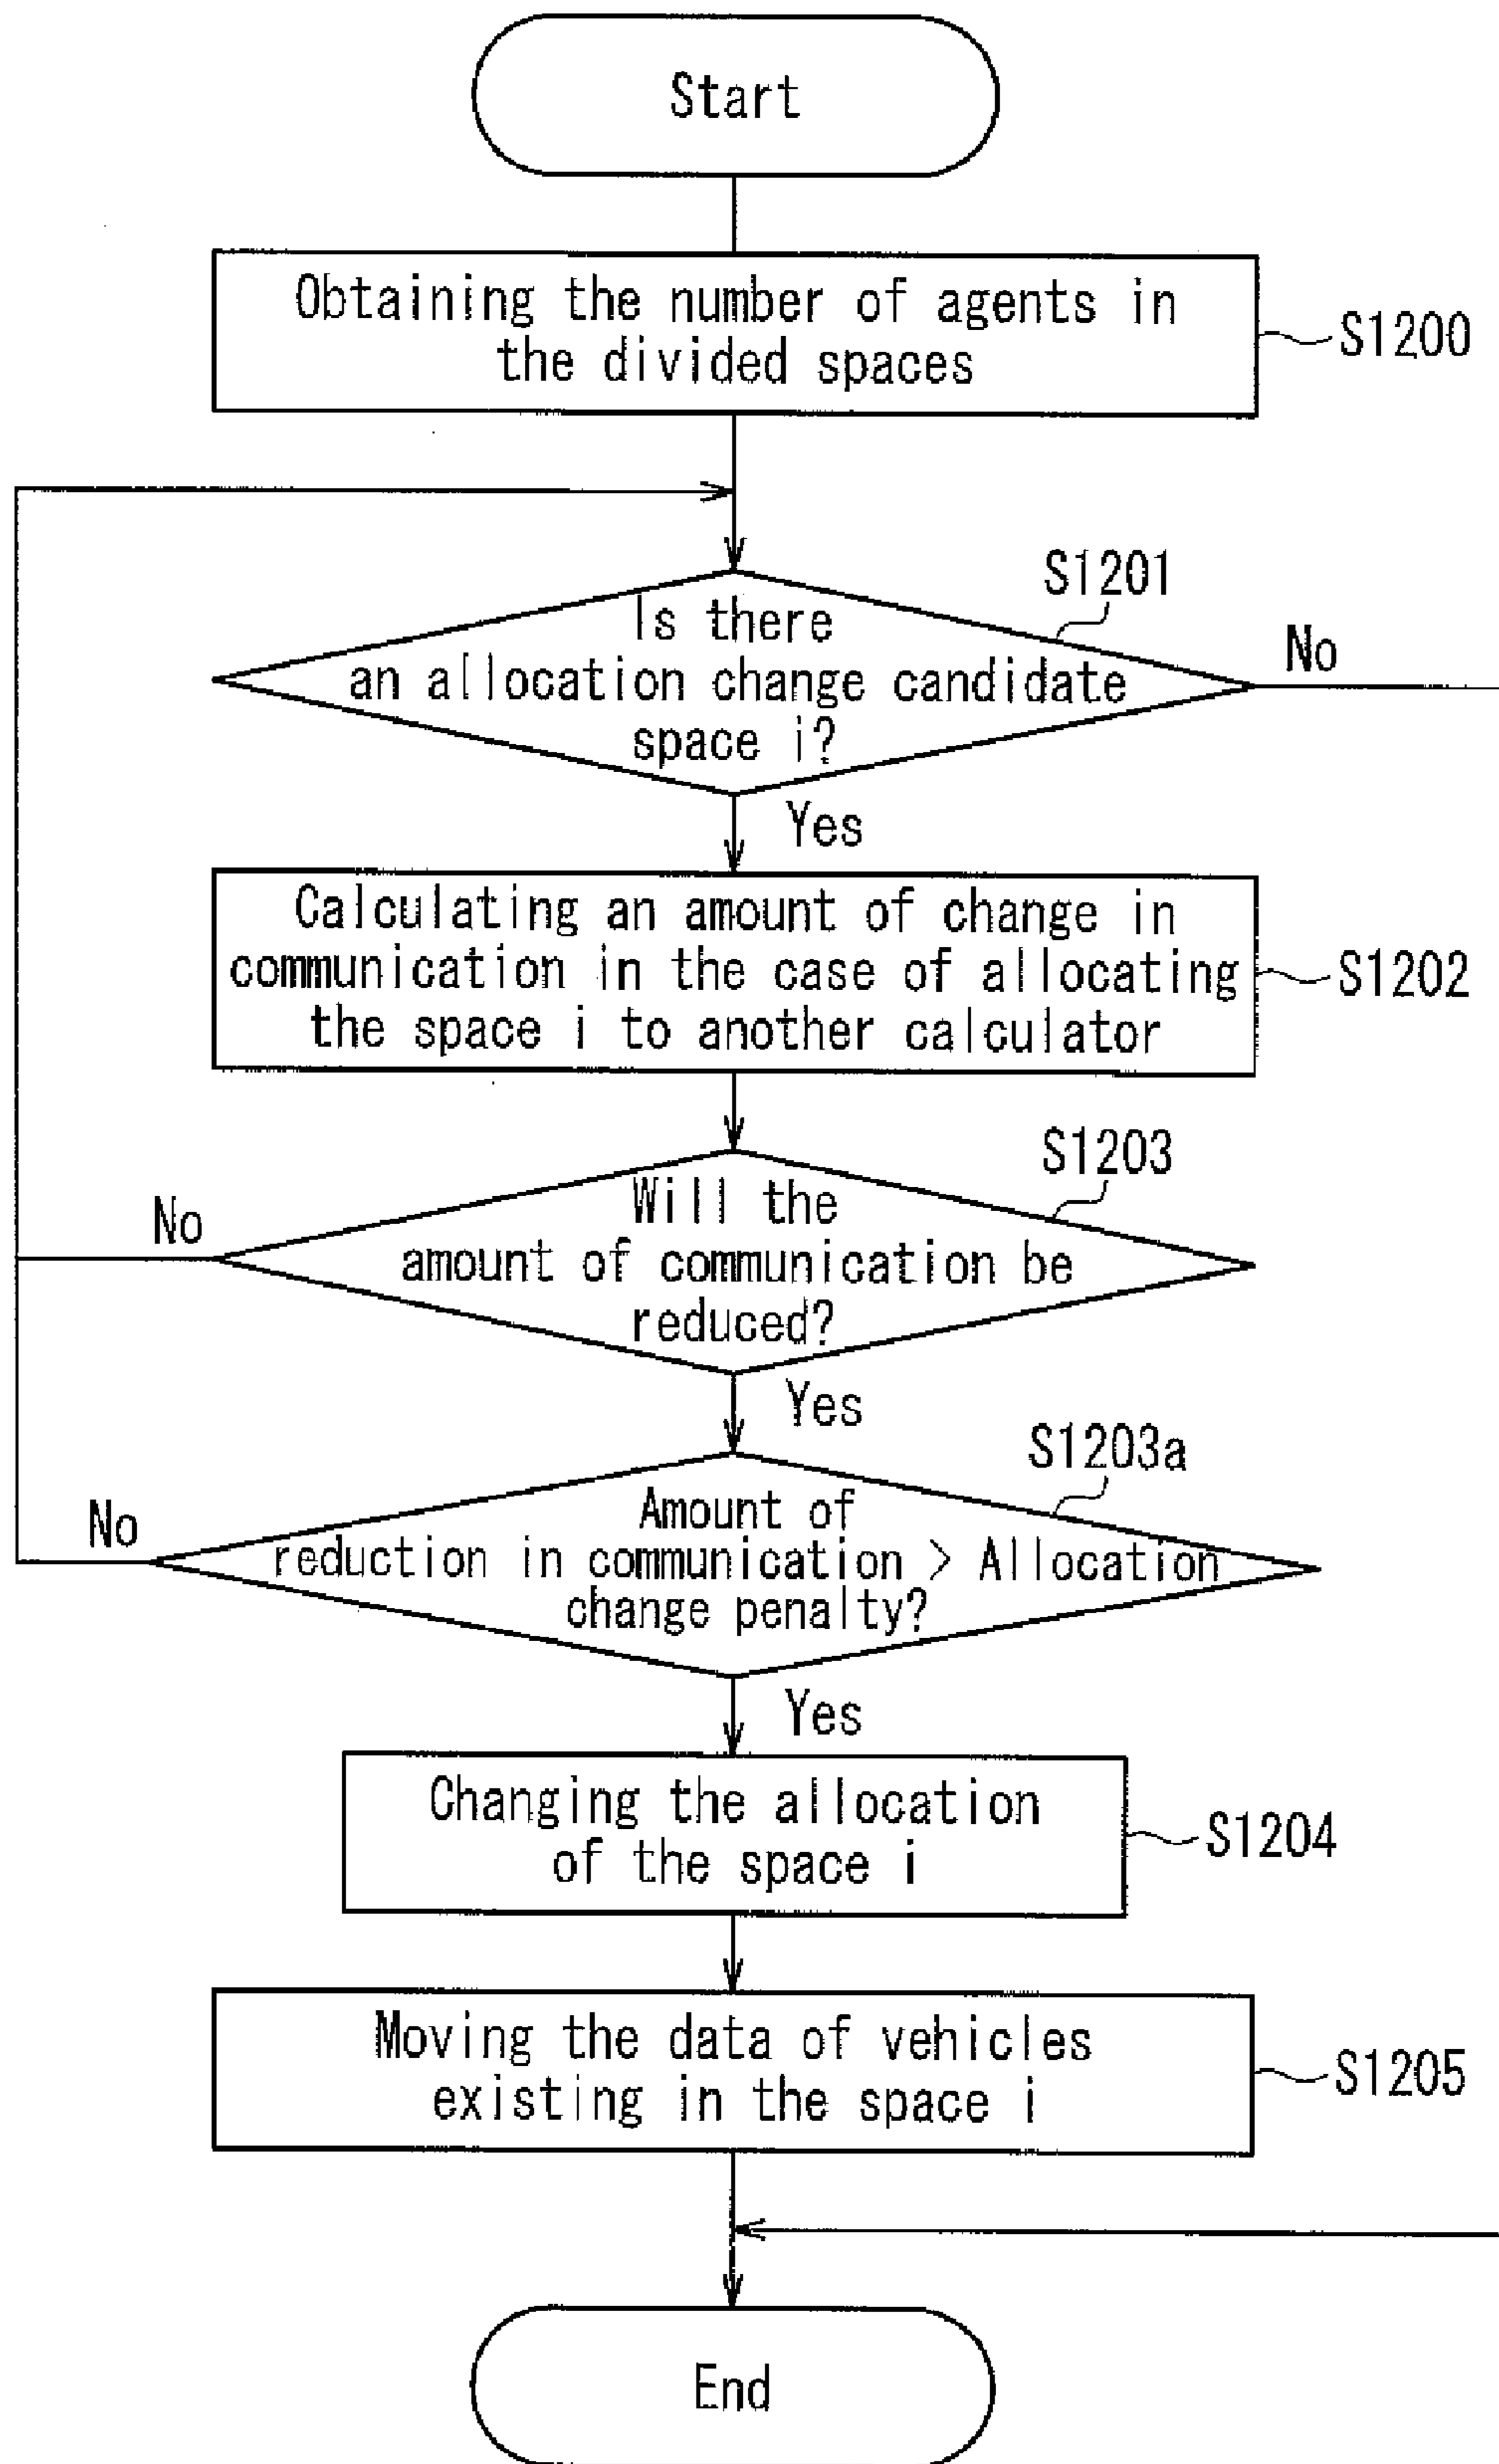 Start
Obtaining the number of agents in
the divided spaces
S1200
S1201
Is there
an allocation change candidate
space i?
No
Yes
Calculating an amount of change in
communication in the case of allocating
the space i to another calculator
S1202
S1203
Will the
amount of communication be
reduced?
No
Yes
S1203a
Amount of
reduction in communication > Allocation
change penalty?
No
Yes
Changing the allocation
of the space i
S1204
Moving the data of vehicles
existing in the space i
S1205
End